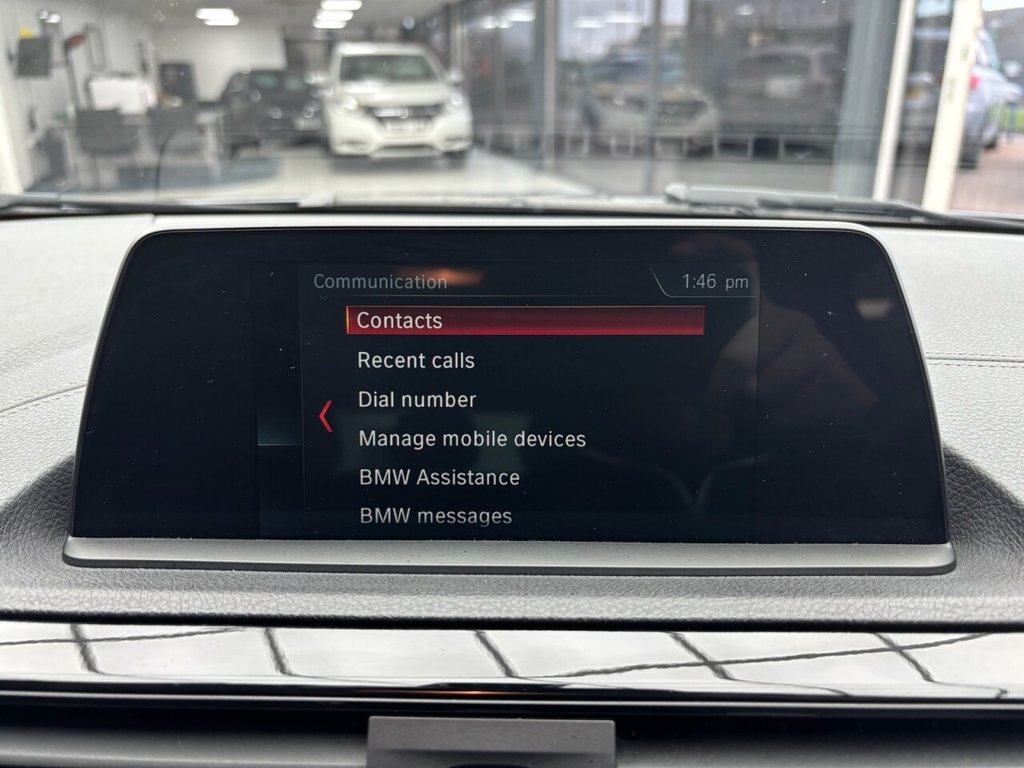 Communication 1:46 pm
Contacts
Recent calls
Dial number
Manage mobile devices
BMW Assistance
BMW messages